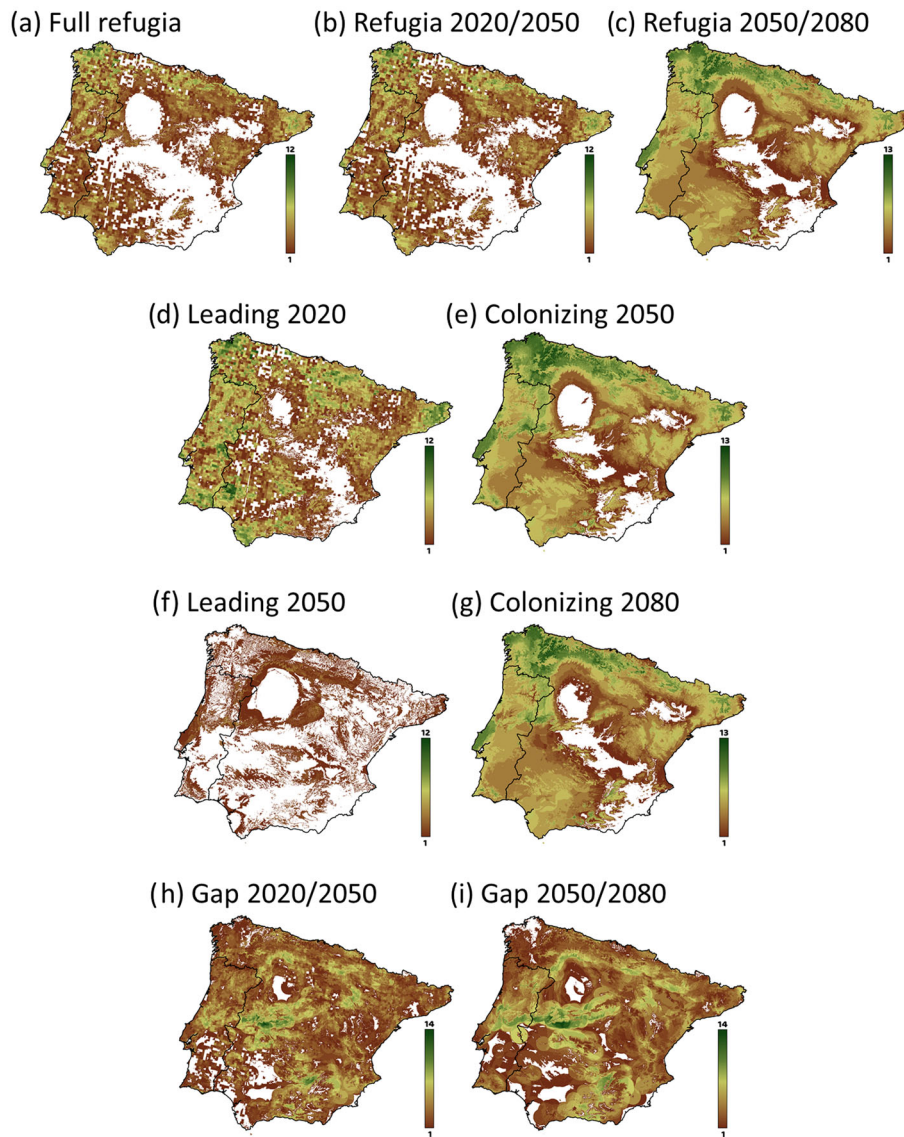 (a) Full refugia
(b) Refugia 2020/2050
(c) Refugia 2050/2080
12
12
13
1
1
1
(d) Leading 2020
(e) Colonizing 2050
12
13
1
1
(f) Leading 2050
(g) Colonizing 2080
12
13
1
1
(h) Gap 2020/2050
(i) Gap 2050/2080
14
14
1
1